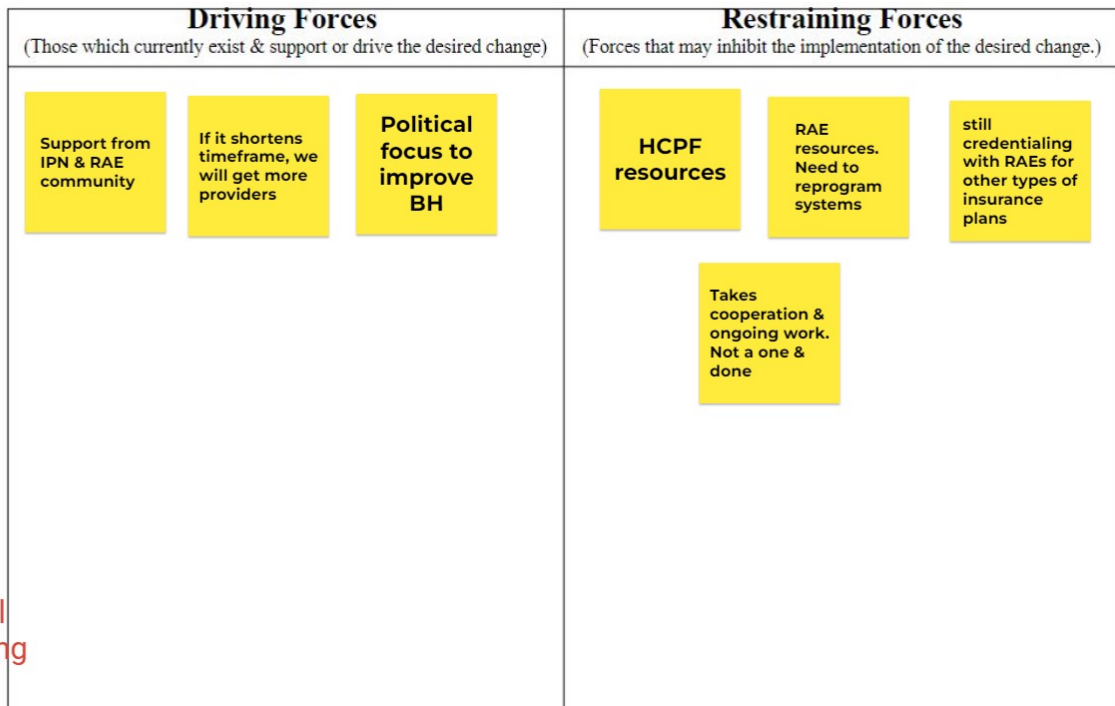 Driving Forces
(Those which currently exist & support or drive the desired change)
Restraining Forces
(Forces that may inhibit the implementation of the desired change.)
Support from
IPN & RAE
community
If it shortens
timeframe, we
will get more
providers
Political
focus to
improve
BH
HCPF
resources
RAE
resources.
Need to
reprogram
systems
still
credentialing
with RAEs for
other types of
insurance
plans
Takes
cooperation &
ongoing work.
Not a one &
done